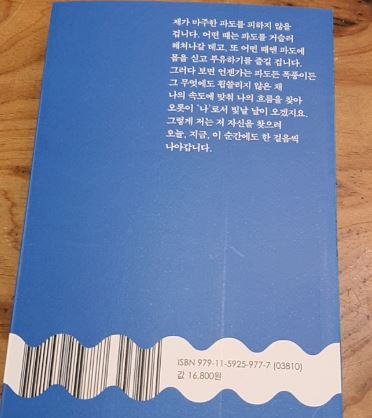 제가 마주한 파도를 피하지 않을
겁니다. 어떤 때는 파도를 거슬러
헤쳐나갈 테고, 또 어떤 때엔 파도에
몸을 싣고 부유하기를 즐길 겁니다.
그러다 보면 언젠가는 파도든 폭풍이든
그 무엇에도 휩쓸리지 않은 채
나의 속도에 맞춰 나의 흐름을 찾아
오롯이 ‘나’로서 빛날 날이 오겠지요.
그렇게 저는 저 자신을 찾으려
오늘, 지금, 이 순간에도 한 걸음씩
나아갑니다.
ISBN 979-11-5925-977-7 (03810)
값 16,800원